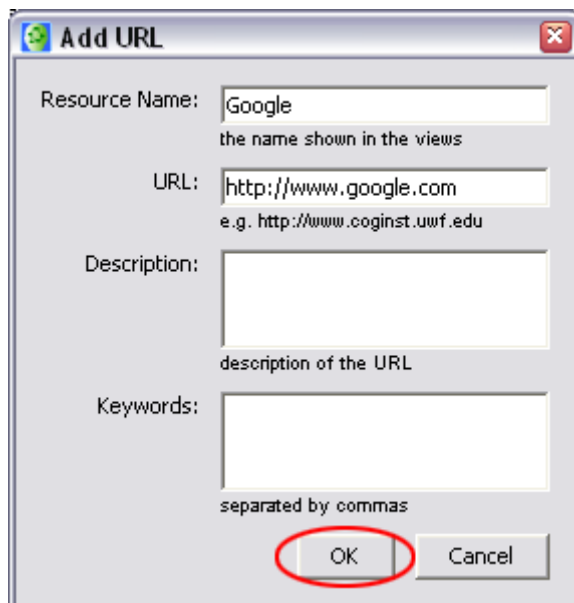 Add URL
Resource Name: Google
the name shown in the views
URL: http://www.google.com
e.g. http://www.coginst.uwf.edu
Description:
description of the URL
Keywords:
separated by commas
OK Cancel